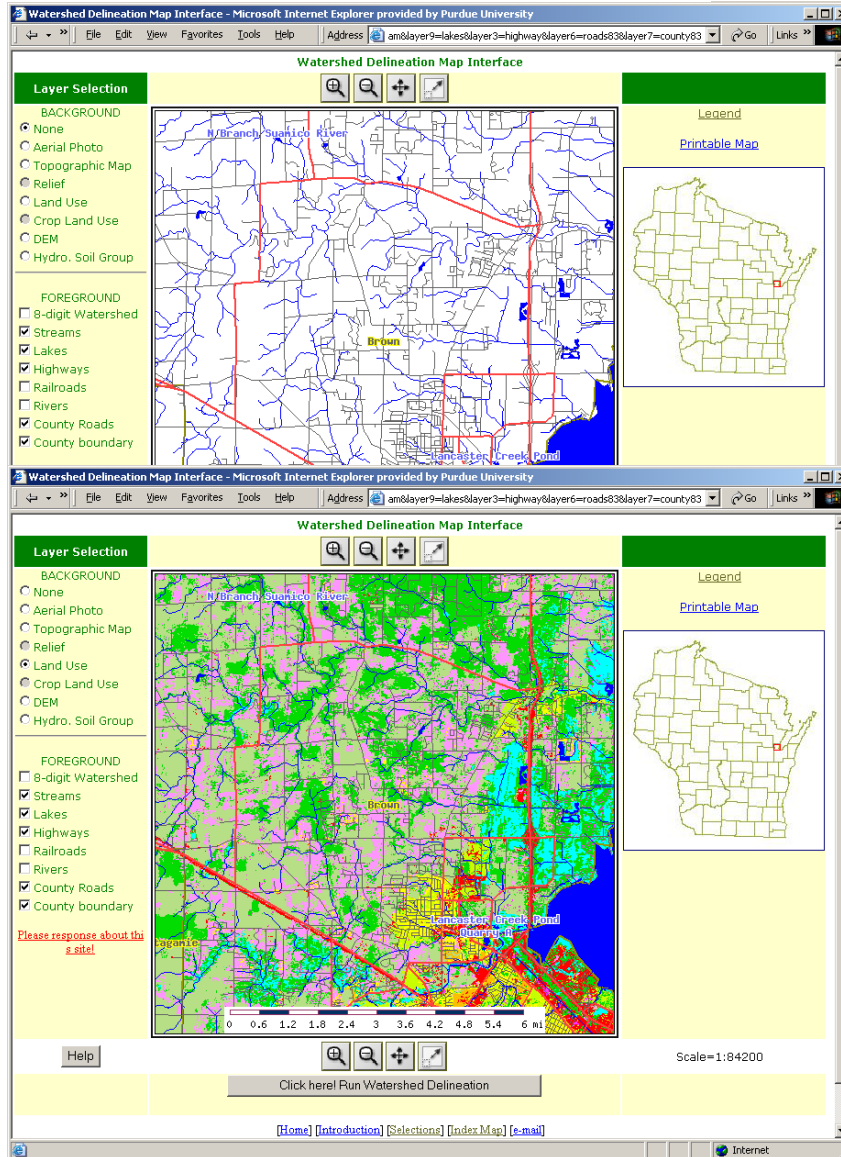 Watershed Delineation Map Interface - Microsoft Internet Explorer provided by Purdue University
» File Edit View Favorites Tools Help Address am&layer9=lakes&layer3=highway&layer6=roads83&layer7=county83 Go Links »
Watershed Delineation Map Interface
Layer Selection
BACKGROUND
None
Aerial Photo
Topographic Map
Relief
Land Use
Crop Land Use
DEM
Hydro. Soil Group
FOREGROUND
8-digit Watershed
Streams
Lakes
Highways
Railroads
Rivers
County Roads
County boundary
N Branch Suamico River
Brown
Lancaster Creek Pond
Legend
Printable Map
Watershed Delineation Map Interface - Microsoft Internet Explorer provided by Purdue University
» File Edit View Favorites Tools Help Address am&layer9=lakes&layer3=highway&layer6=roads83&layer7=county83 Go Links »
Watershed Delineation Map Interface
Layer Selection
BACKGROUND
None
Aerial Photo
Topographic Map
Relief
Land Use
Crop Land Use
DEM
Hydro. Soil Group
FOREGROUND
8-digit Watershed
Streams
Lakes
Highways
Railroads
Rivers
County Roads
County boundary
Please response about thi
s site!
N Branch Suamico River
Brown
Lancaster Creek Pond
Quarry A
tagamie
0 0.6 1.2 1.8 2.4 3 3.6 4.2 4.8 5.4 6 mi
Legend
Printable Map
Help
Scale=1:84200
Click here! Run Watershed Delineation
[Home] [Introduction] [Selections] [Index Map] [e-mail]
Internet